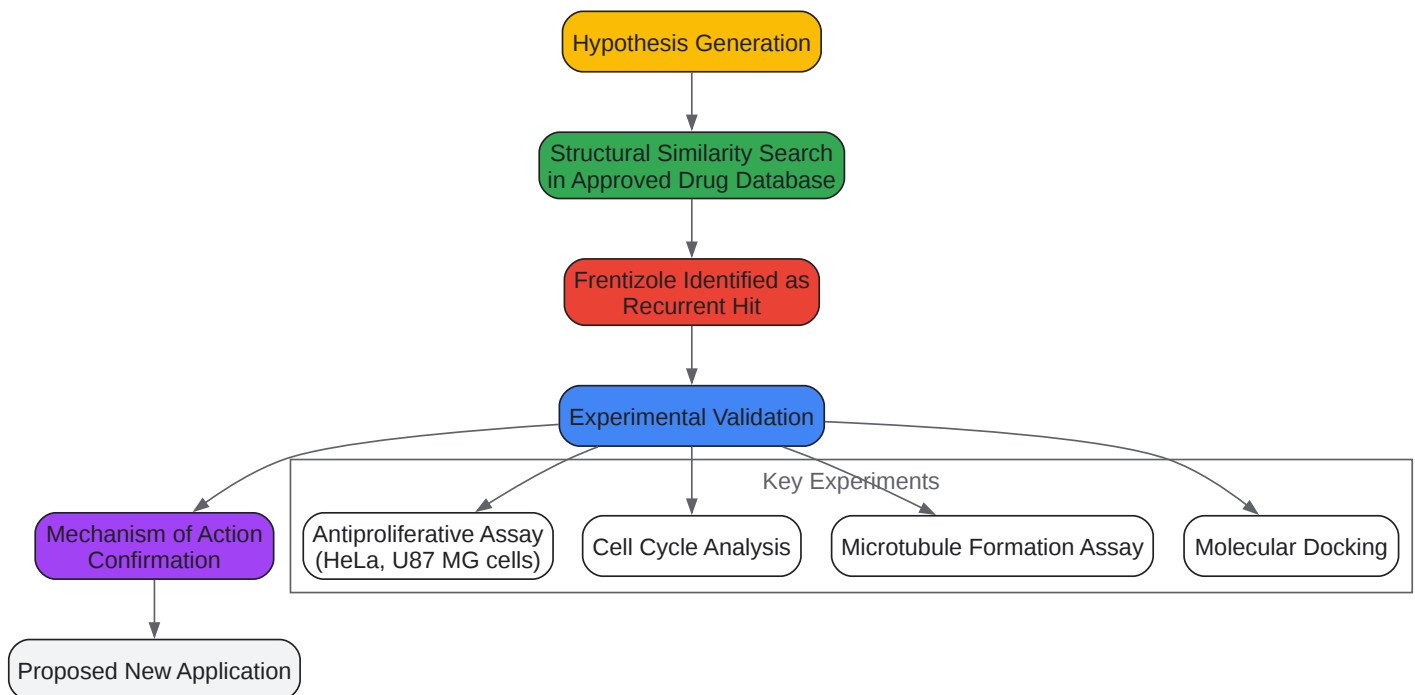 Hypothesis Generation
Structural Similarity Search
in Approved Drug Database
Frentizole Identified as
Recurrent Hit
Experimental Validation
Key Experiments
Mechanism of Action
Confirmation
Antiproliferative Assay
(HeLa, U87 MG cells)
Cell Cycle Analysis
Microtubule Formation Assay
Molecular Docking
Proposed New Application